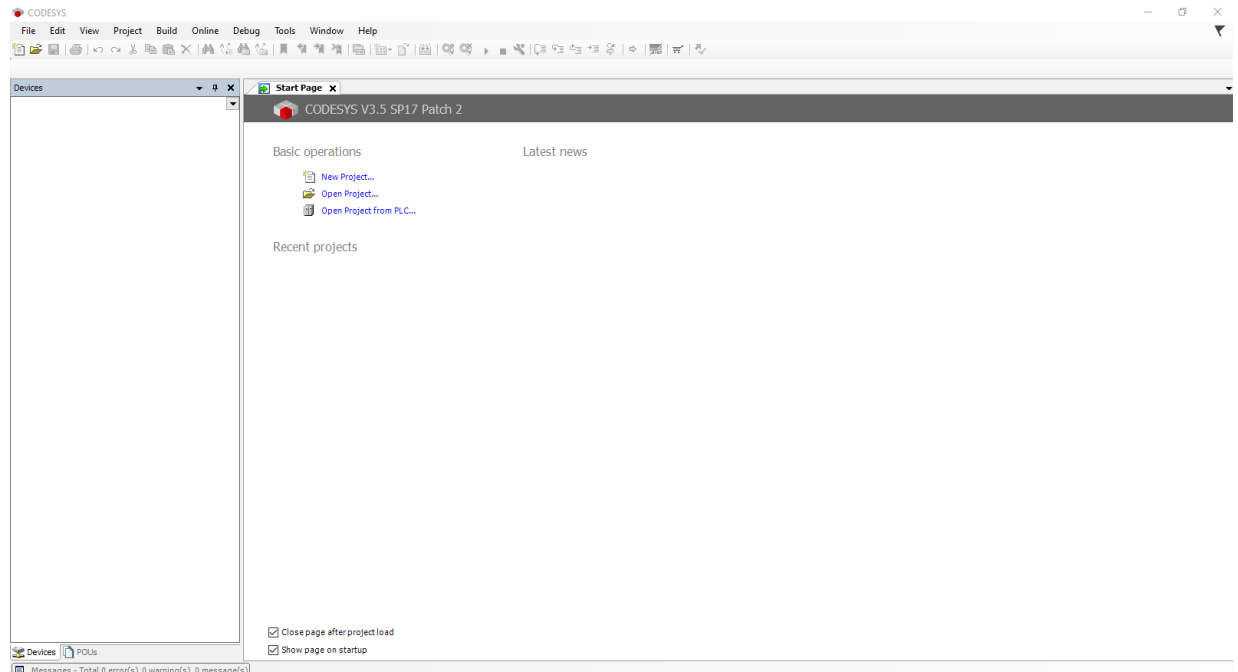 CODESYS
File Edit View Project Build Online Debug Tools Window Help
Devices
Start Page
CODESYS V3.5 SP17 Patch 2
Basic operations
Latest news
New Project...
Open Project...
Open Project from PLC...
Recent projects
Close page after project load
Show page on startup
Devices POUs
Messages - Total 0 error(s), 0 warning(s), 0 message(s)